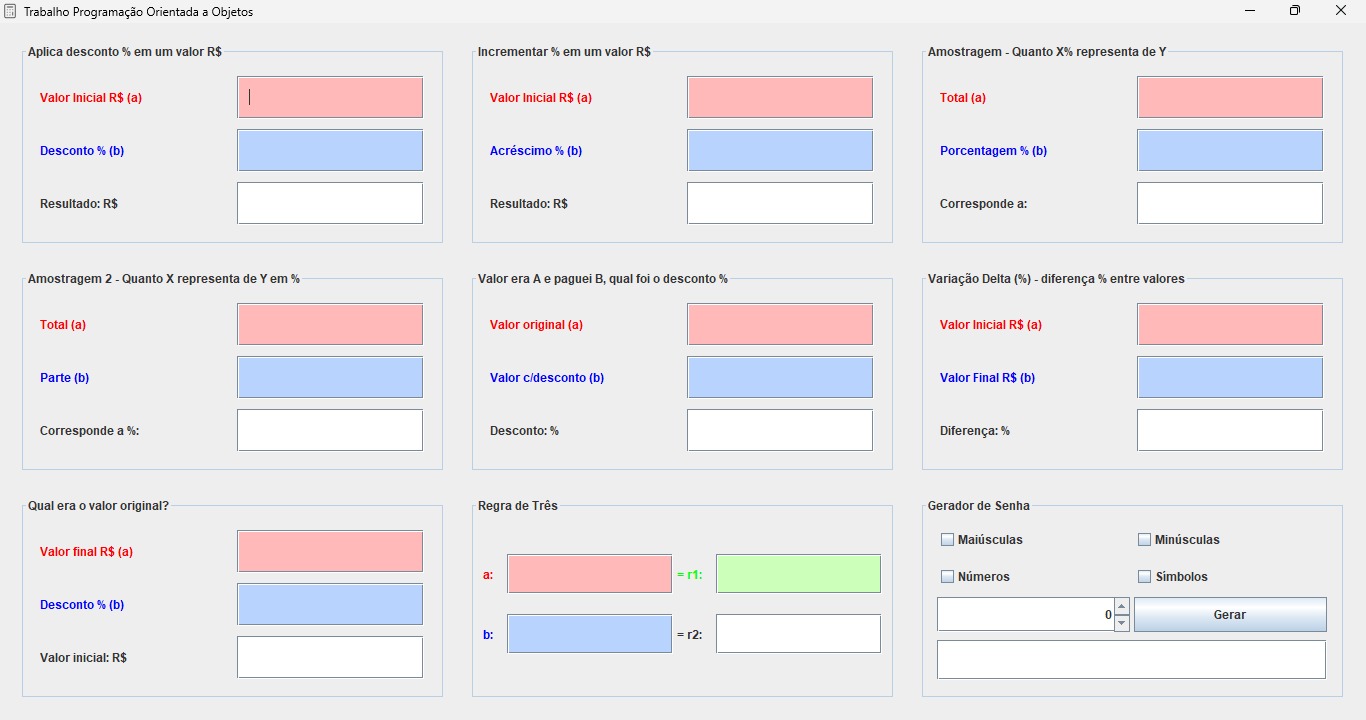 Trabalho Programação Orientada a Objetos
Aplica desconto % em um valor R$
Valor Inicial R$ (a)
Desconto % (b)
Resultado: R$
Incrementar % em um valor R$
Valor Inicial R$ (a)
Acréscimo % (b)
Resultado: R$
Amostragem - Quanto X% representa de Y
Total (a)
Porcentagem % (b)
Corresponde a:
Amostragem 2 - Quanto X representa de Y em %
Total (a)
Parte (b)
Corresponde a %:
Valor era A e paguei B, qual foi o desconto %
Valor original (a)
Valor c/desconto (b)
Desconto: %
Variação Delta (%) - diferença % entre valores
Valor Inicial R$ (a)
Valor Final R$ (b)
Diferença: %
Qual era o valor original?
Valor final R$ (a)
Desconto % (b)
Valor inicial: R$
Regra de Três
a:
= r1:
b:
= r2:
Gerador de Senha
Maiúsculas
Minúsculas
Números
Símbolos
0
Gerar